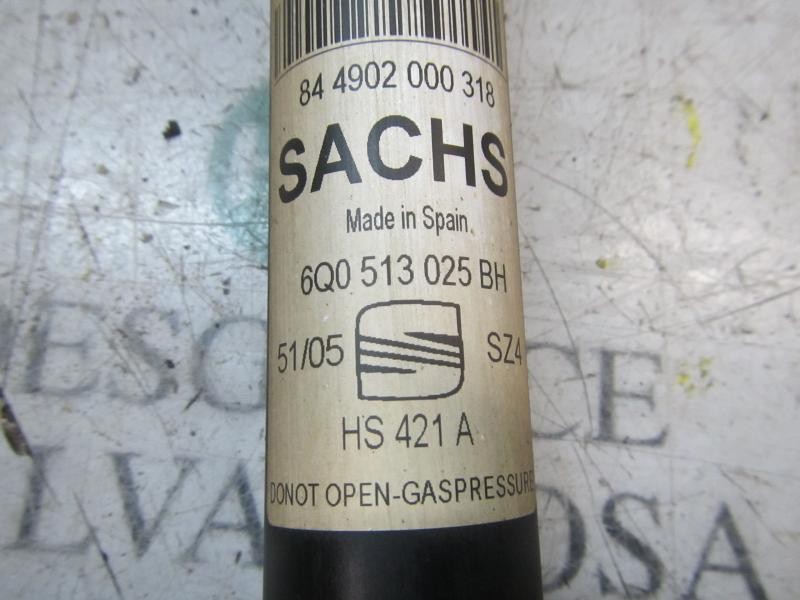 84 4902 000 318
SACHS
Made in Spain
6Q0 513 025 BH
51/05 SZ4
HS 421 A
DONOT OPEN-GASPRESSURE